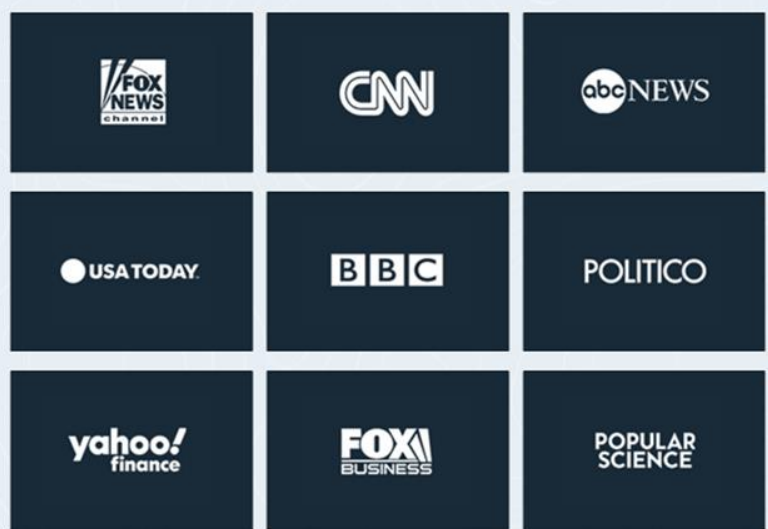 FOX
NEWS
channel
CNN
abc NEWS
USA TODAY
BBC
POLITICO
yahoo!
finance
FOX
BUSINESS
POPULAR
SCIENCE